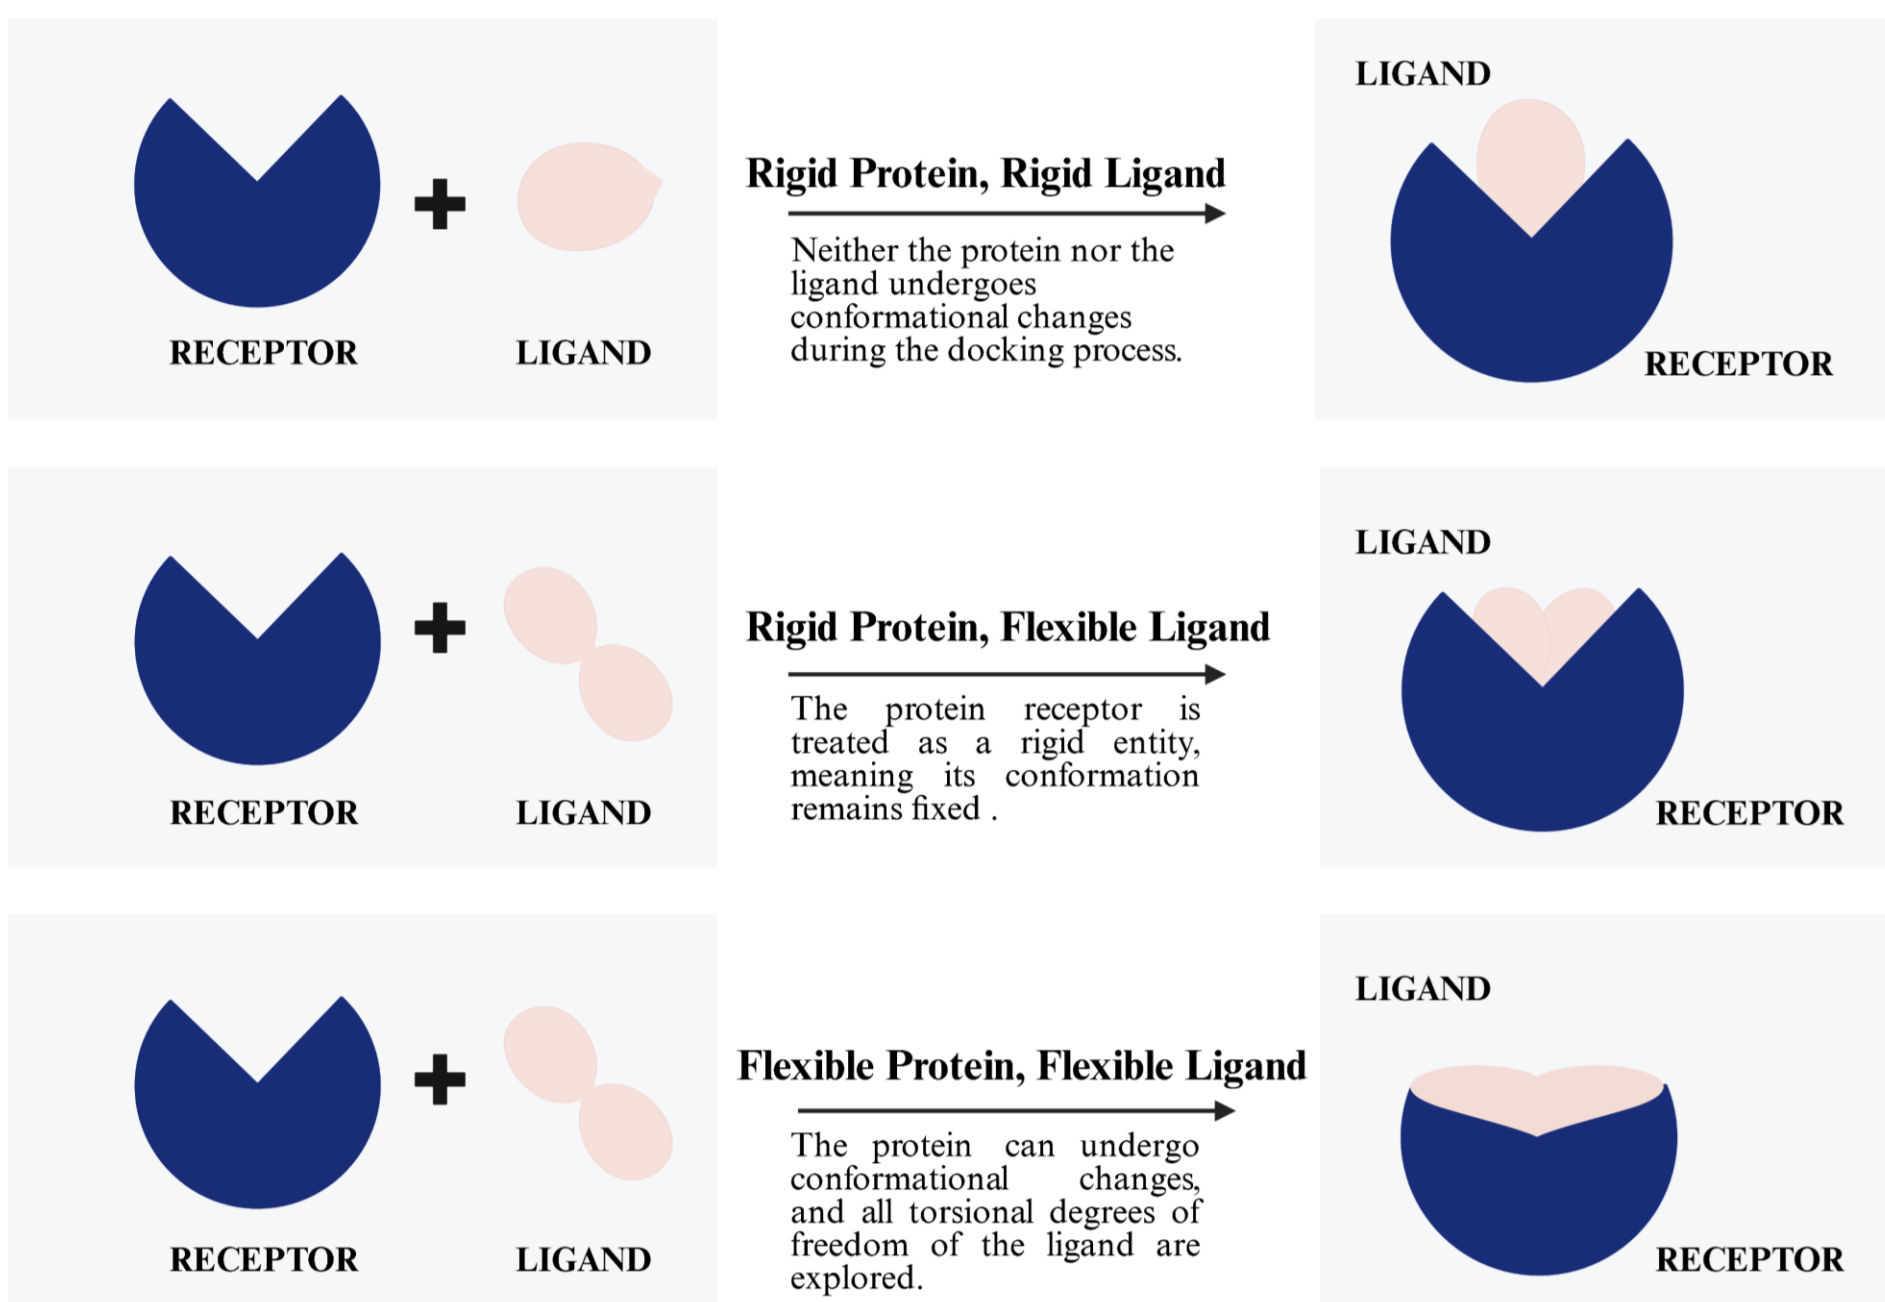 RECEPTOR
LIGAND
Rigid Protein, Rigid Ligand
Neither the protein nor the
ligand undergoes
conformational changes
during the docking process.
LIGAND
RECEPTOR
RECEPTOR
LIGAND
Rigid Protein, Flexible Ligand
The protein receptor is
treated as a rigid entity,
meaning its conformation
remains fixed .
LIGAND
RECEPTOR
RECEPTOR
LIGAND
Flexible Protein, Flexible Ligand
The protein can undergo
conformational changes,
and all torsional degrees of
freedom of the ligand are
explored.
LIGAND
RECEPTOR